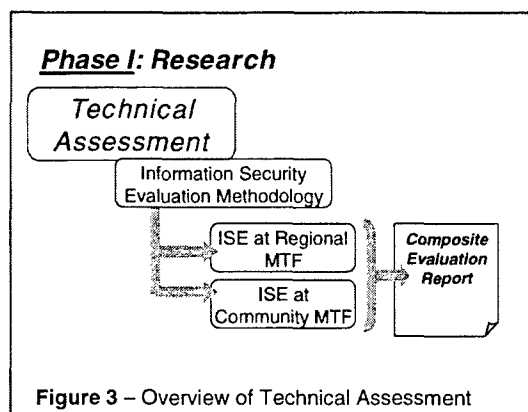 Phase I: Research
Technical
Assessment
Information Security
Evaluation Methodology
ISE at Regional
MTF
ISE at
Community MTF
Composite
Evaluation
Report
Figure 3 – Overview of Technical Assessment